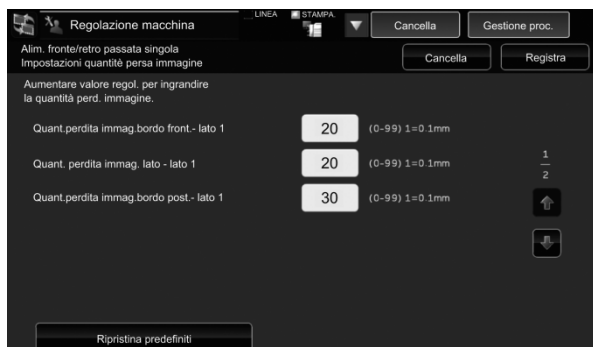 Regolazione macchina
LINEA
STAMPA.
Cancella
Gestione proc.
Alim. fronte/retro passata singola
Impostazioni quantitè persa immagine
Cancella
Registra
Aumentare valore regol. per ingrandire
la quantità perd. immagine.
Quant.perdita immag.bordo front.- lato 1
20
(0-99) 1=0.1mm
Quant. perdita immag. lato - lato 1
20
(0-99) 1=0.1mm
Quant.perdita immag.bordo post.- lato 1
30
(0-99) 1=0.1mm
1
2
Ripristina predefiniti